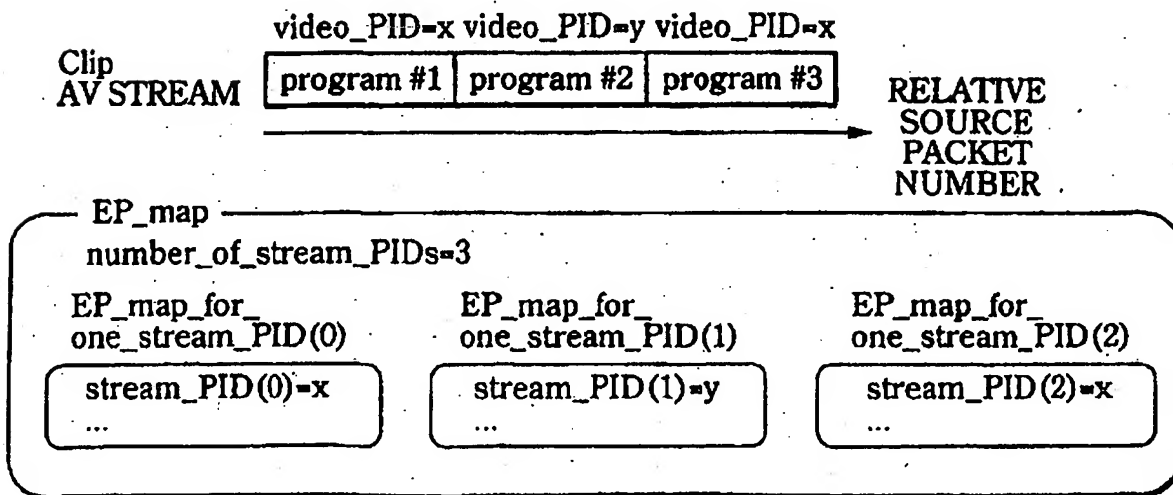 video_PID=x video_PID=y video_PID=x
Clip
AV STREAM
program #1 program #2 program #3
RELATIVE
SOURCE
PACKET
NUMBER
EP_map
number_of_stream_PIDs=3
EP_map_for_
one_stream_PID(0)
EP_map_for_
one_stream_PID(1)
EP_map_for_
one_stream_PID(2)
stream_PID(0)=x
...
stream_PID(1)=y
...
stream_PID(2)=x
...